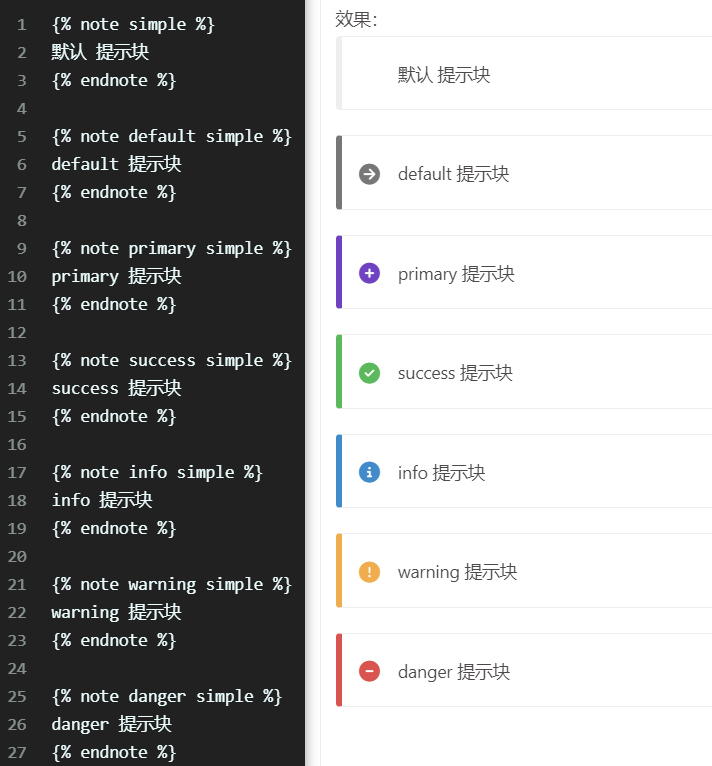 1 {% note simple %}
2 默认 提示块
3 {% endnote %}
4
5 {% note default simple %}
6 default 提示块
7 {% endnote %}
8
9 {% note primary simple %}
10 primary 提示块
11 {% endnote %}
12
13 {% note success simple %}
14 success 提示块
15 {% endnote %}
16
17 {% note info simple %}
18 info 提示块
19 {% endnote %}
20
21 {% note warning simple %}
22 warning 提示块
23 {% endnote %}
24
25 {% note danger simple %}
26 danger 提示块
27 {% endnote %}
效果:
默认 提示块
default 提示块
primary 提示块
success 提示块
info 提示块
warning 提示块
danger 提示块